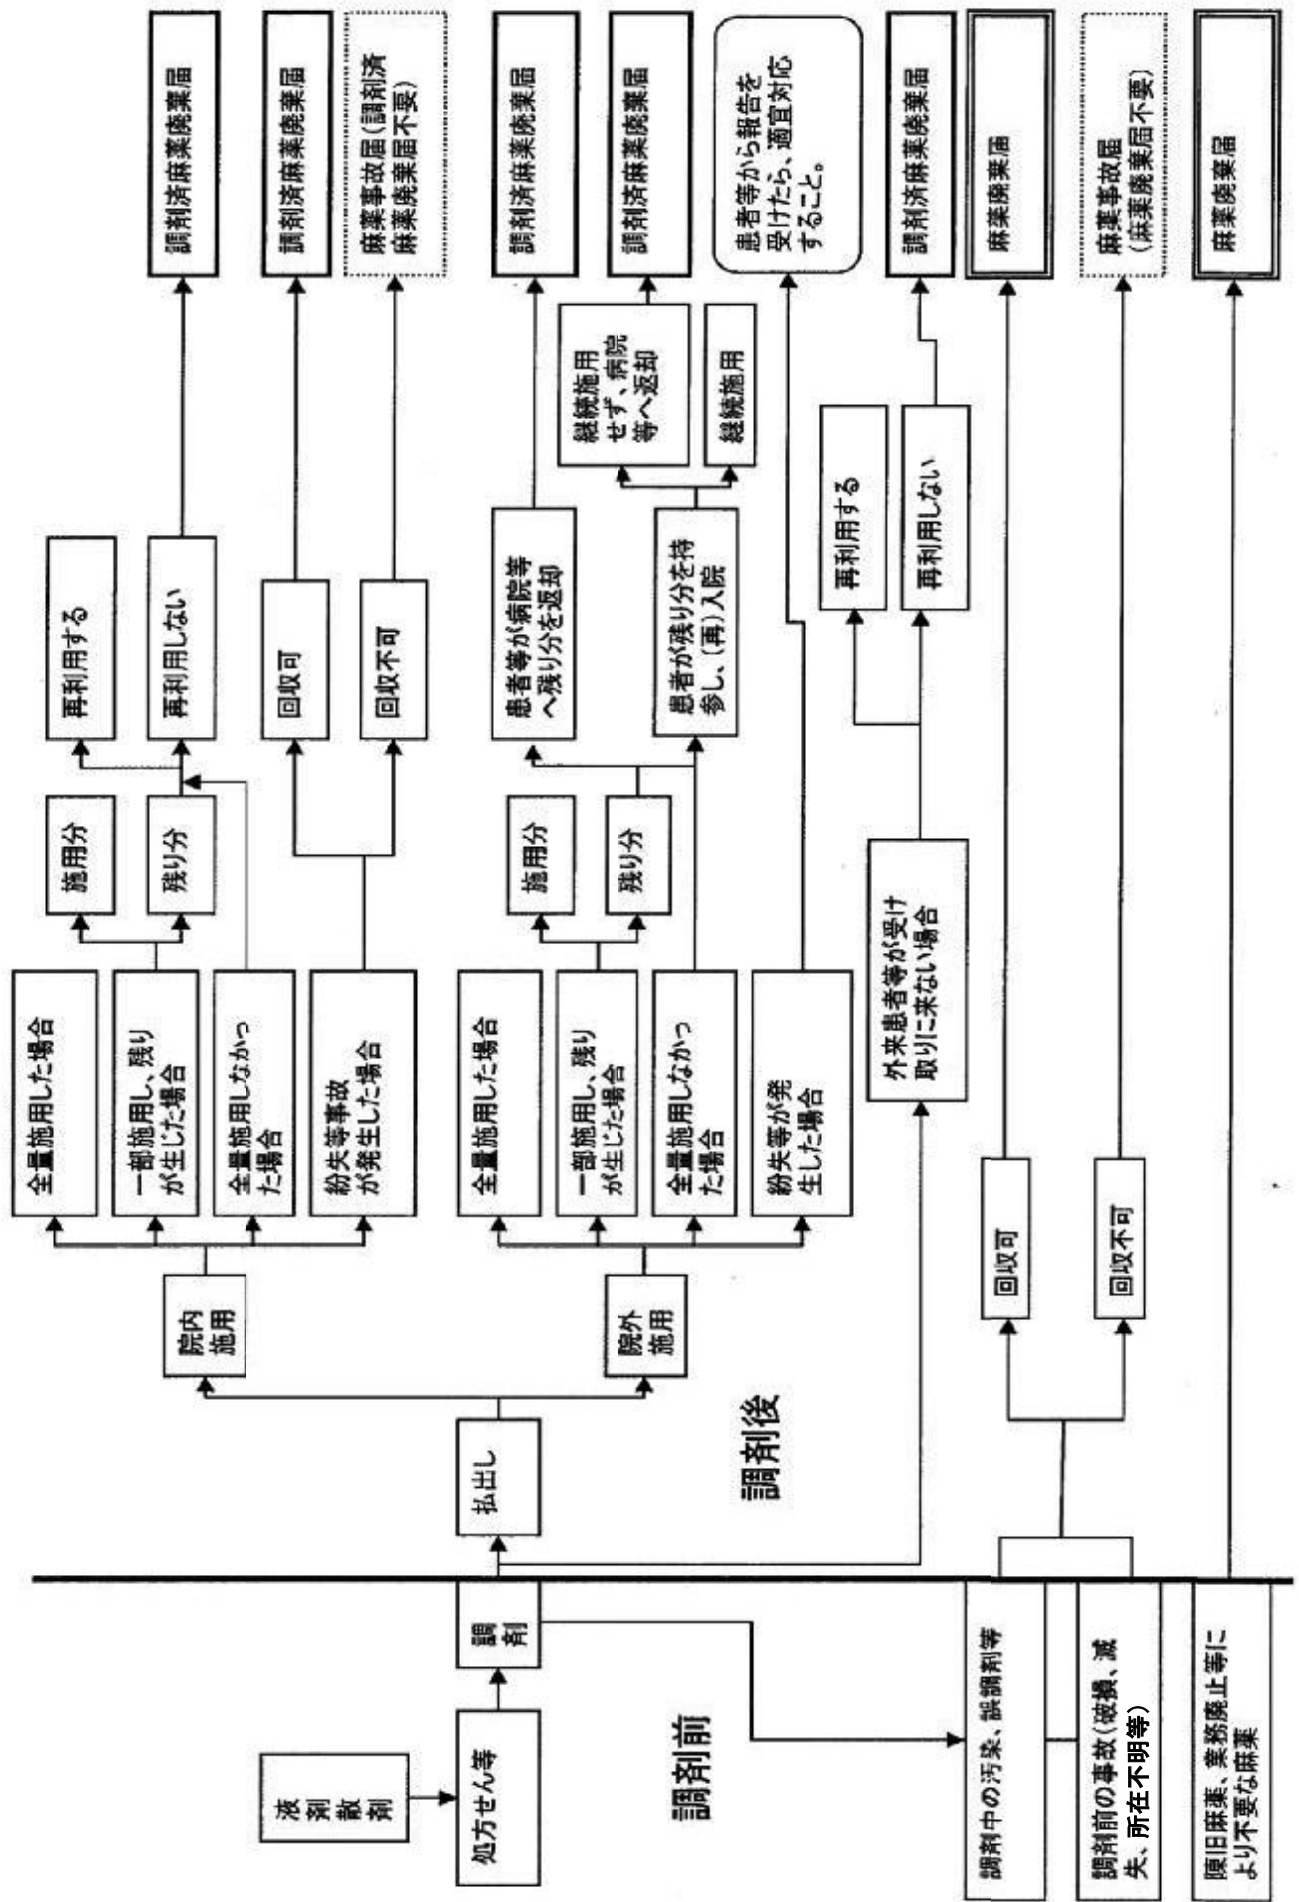 液剤
散剤
処方せん等
調剤
調剤前
調剤中の汚染、誤調剤等
調剤前の事故(破損、滅
失、所在不明等)
陳旧麻薬、業務廃止等に
より不要な麻薬
調剤後
払出し
院内
施用
全量施用した場合
一部施用し、残り
が生じた場合
全量施用しなかっ
た場合
紛失等事故
が発生した場合
施用分
残り分
再利用する
再利用しない
調剤済麻薬廃棄届
回収可
調剤済麻薬廃棄届
回収不可
麻薬事故届(調剤済
麻薬廃棄届不要)
院外
施用
全量施用した場合
一部施用し、残り
が生じた場合
全量施用しなかっ
た場合
紛失等が発
生した場合
施用分
残り分
患者等が病院等
へ残り分を返却
調剤済麻薬廃棄届
患者が残り分を持
参し、(再)入院
継続施用
せず、病院
等へ返却
調剤済麻薬廃棄届
継続施用
患者等から報告を
受けたら、適宜対応
すること。
外来患者等が受け
取りに来ない場合
再利用する
再利用しない
調剤済麻薬廃棄届
回収可
麻薬廃棄届
回収不可
麻薬事故届
(麻薬廃棄届不要)
麻薬廃棄届